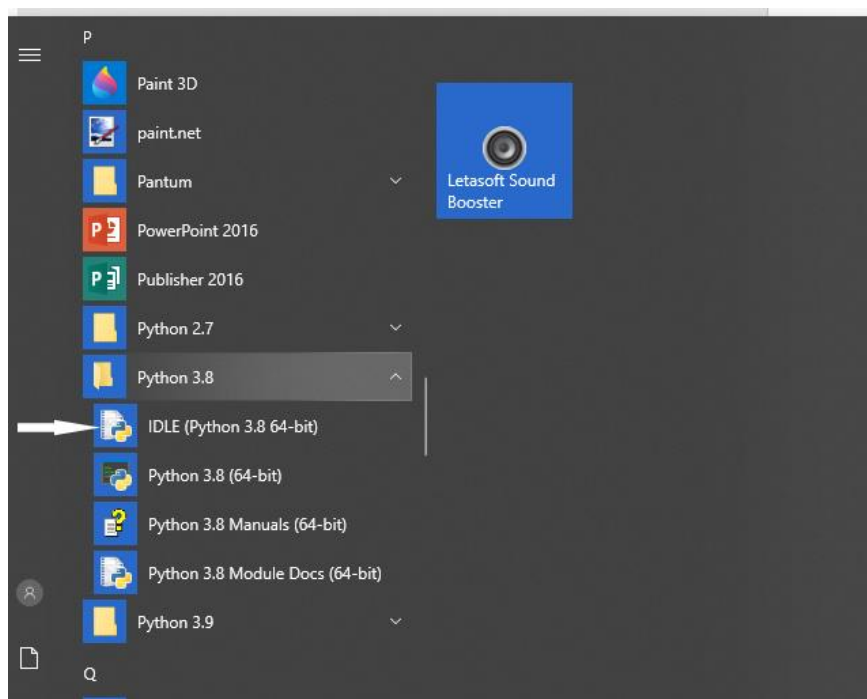 P
Paint 3D
paint.net
Pantum
Letasoft Sound
Booster
PowerPoint 2016
Publisher 2016
Python 2.7
Python 3.8
IDLE (Python 3.8 64-bit)
Python 3.8 (64-bit)
Python 3.8 Manuals (64-bit)
Python 3.8 Module Docs (64-bit)
Python 3.9
Q